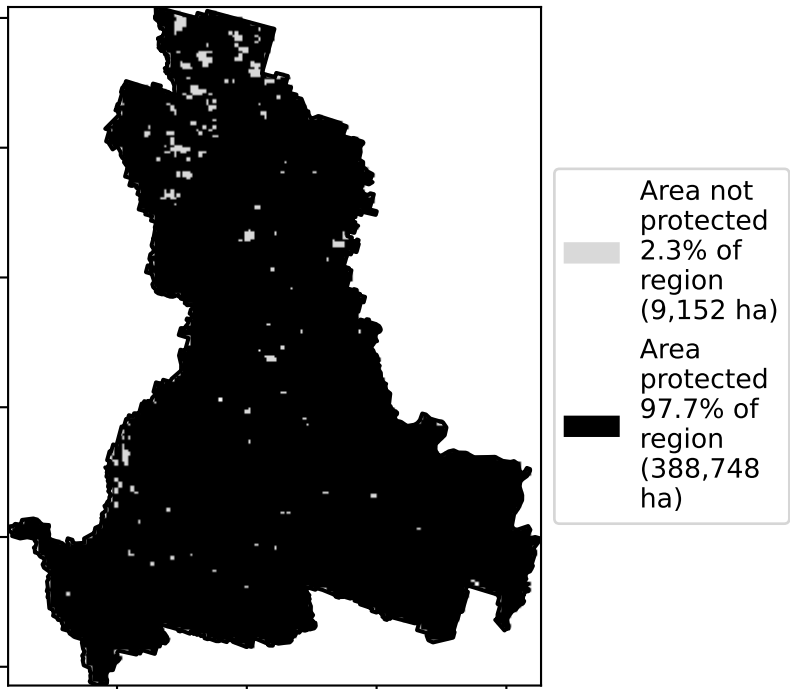 Area not
protected
2.3% of
region
(9,152 ha)
Area
protected
97.7% of
region
(388,748
ha)